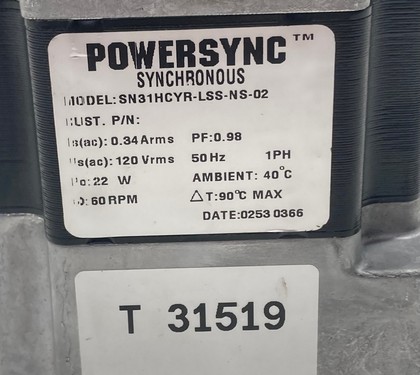 POWERSYNC™
SYNCHRONOUS
MODEL: SN31HCYR-LSS-NS-02
CUST. P/N:
Is(ac): 0.34 Arms PF:0.98
Us(ac): 120 Vrms 50 Hz 1PH
Po: 22 W AMBIENT: 40°C
60 RPM △T:90°C MAX
DATE:0253 0366
T 31519